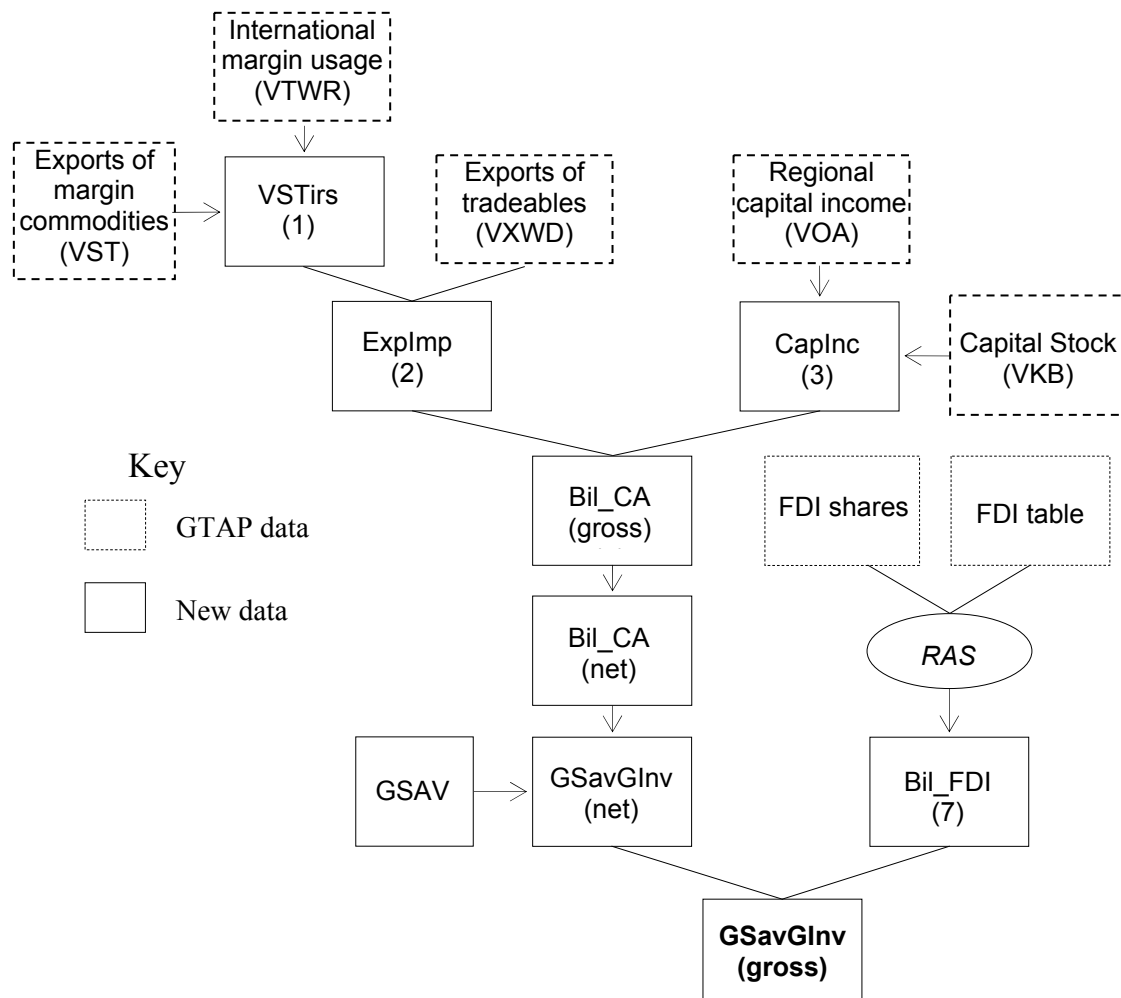 International
margin usage
(VTWR)
Exports of
margin
commodities
(VST)
VSTirs
(1)
Exports of
tradeables
(VXWD)
Regional
capital income
(VOA)
ExpImp
(2)
CapInc
(3)
Capital Stock
(VKB)
Key
GTAP data
New data
Bil_CA
(gross)
FDI shares
FDI table
Bil_CA
(net)
RAS
GSAV
GSavGInv
(net)
Bil_FDI
(7)
GSavGInv
(gross)